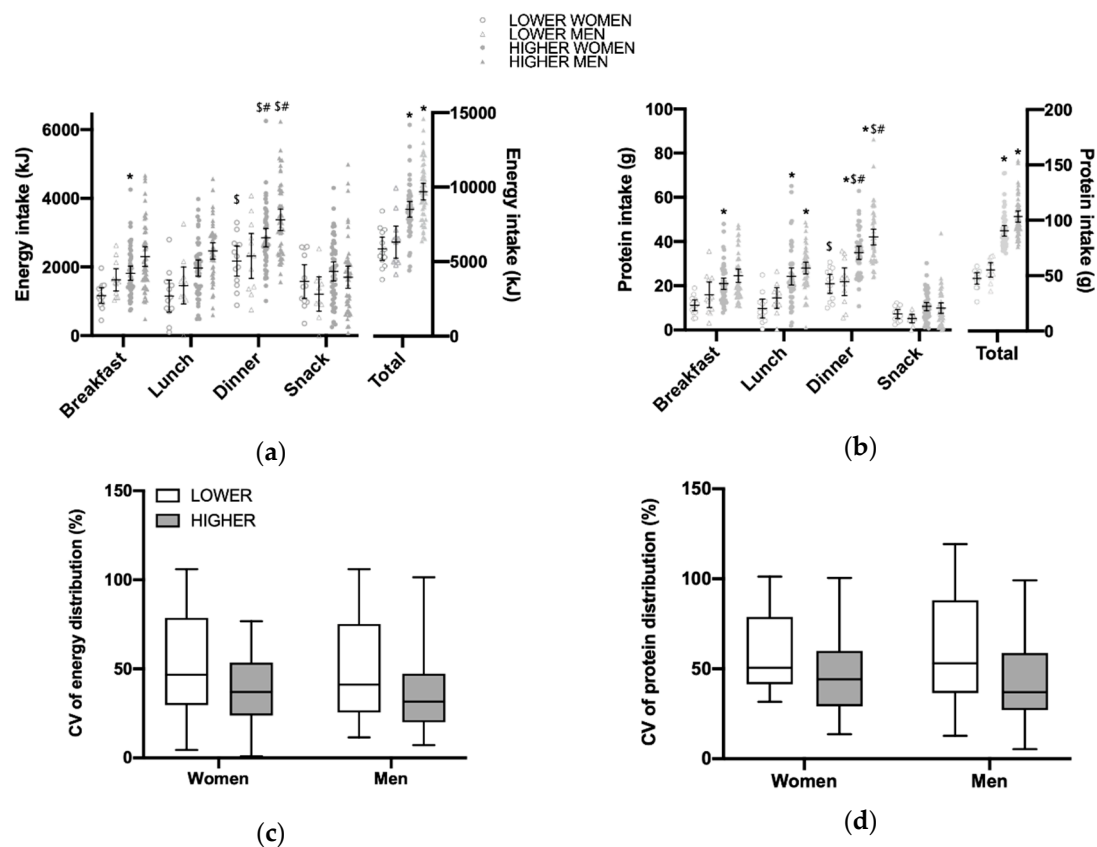 LOWER WOMEN
LOWER MEN
HIGHER WOMEN
HIGHER MEN
Energy intake (kJ)
6000
4000
2000
0
* $ $# $# * *
15000
10000
5000
0
Energy intake (kJ)
Breakfast Lunch Dinner Snack Total
(a)
Protein intake (g)
100
80
60
40
20
0
* * * $ *$# *$# * *
200
150
100
50
0
Protein intake (g)
Breakfast Lunch Dinner Snack Total
(b)
CV of energy distribution (%)
150
100
50
0
LOWER
HIGHER
Women Men
(c)
CV of protein distribution (%)
150
100
50
0
Women Men
(d)